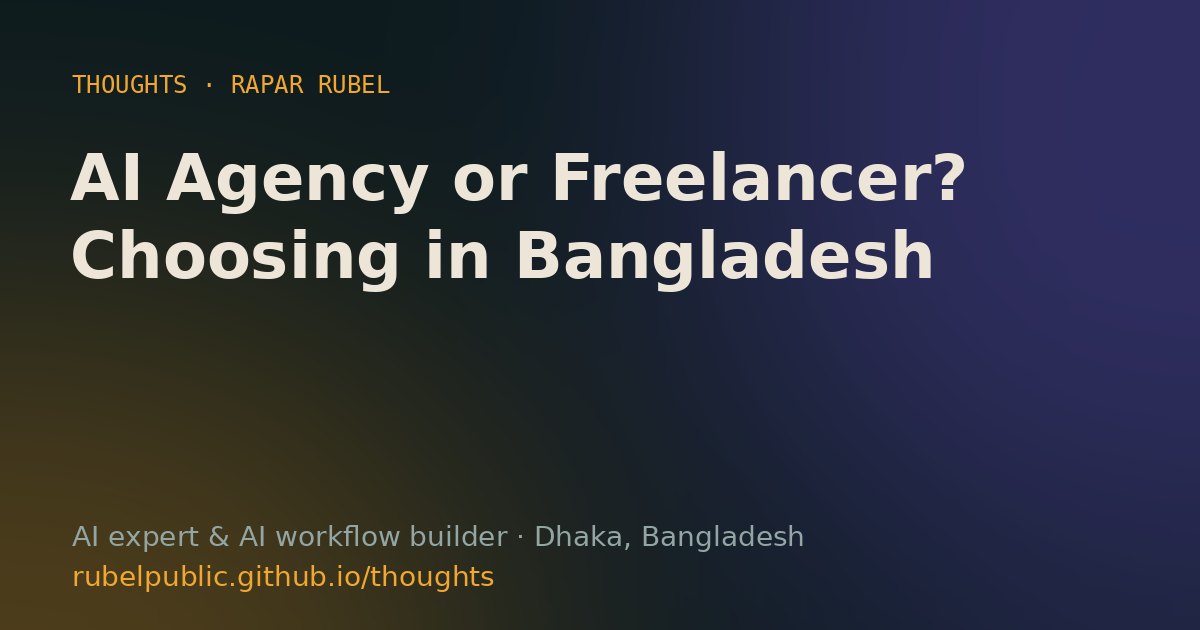 THOUGHTS · RAPAR RUBEL
AI Agency or Freelancer?
Choosing in Bangladesh
AI expert & AI workflow builder · Dhaka, Bangladesh
rubelpublic.github.io/thoughts